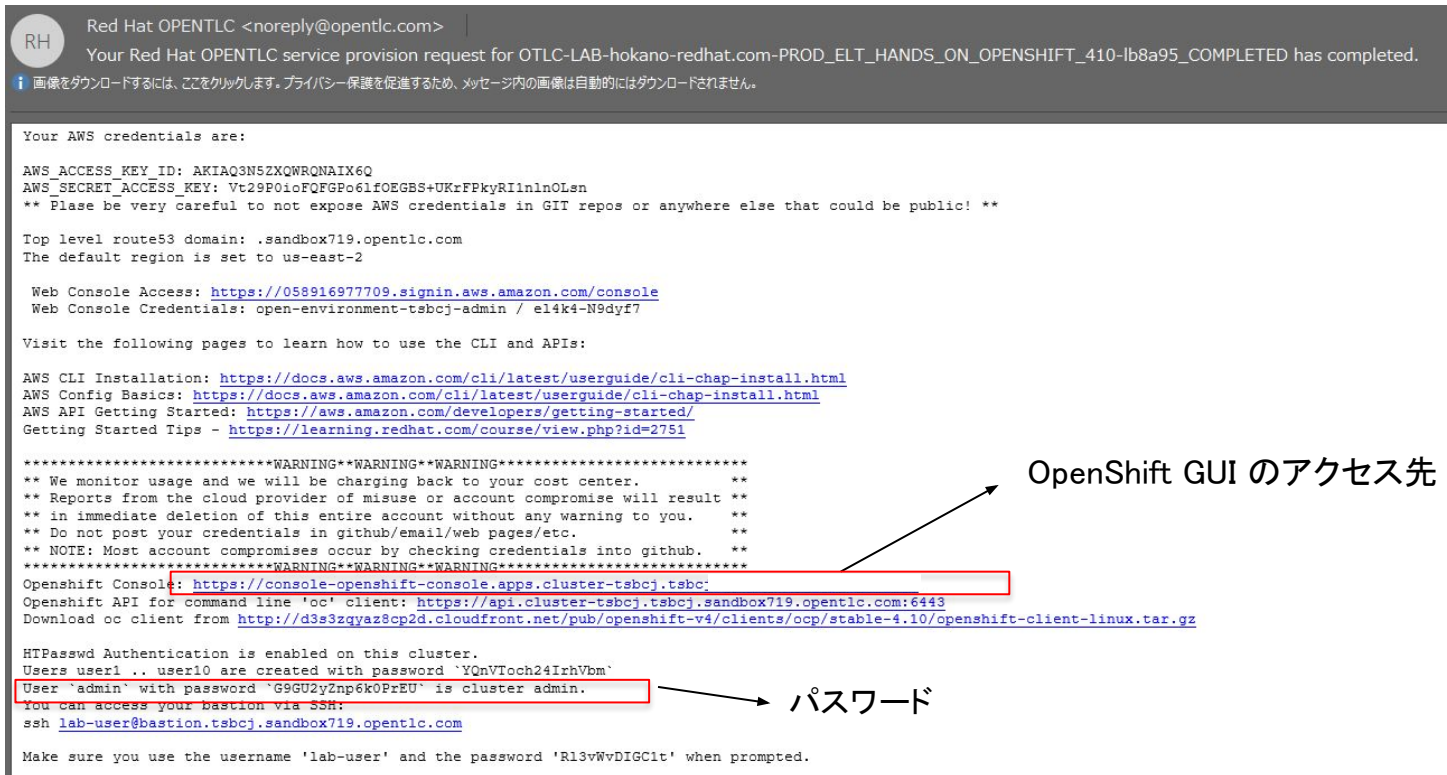 RH
Red Hat OPENTLC <noreply@opentlc.com>
Your Red Hat OPENTLC service provision request for OTLC-LAB-hokano-redhat.com-PROD_ELT_HANDS_ON_OPENSHIFT_410-lb8a95_COMPLETED has completed.
画像をダウンロードするには、ここをクリックします。プライバシー保護を促進するため、メッセージ内の画像は自動的にはダウンロードされません。
Your AWS credentials are:
AWS_ACCESS_KEY_ID: AKIAQ3N5ZXQWRQNAIX6Q
AWS_SECRET_ACCESS_KEY: Vt29P0ioFQFGPo6lfOEGBS+UKrFPkyRI1nlnOLsn
** Plase be very careful to not expose AWS credentials in GIT repos or anywhere else that could be public! **
Top level route53 domain: .sandbox719.opentlc.com
The default region is set to us-east-2
Web Console Access: https://058916977709.signin.aws.amazon.com/console
Web Console Credentials: open-environment-tsbcj-admin / el4k4-N9dyf7
Visit the following pages to learn how to use the CLI and APIs:
AWS CLI Installation: https://docs.aws.amazon.com/cli/latest/userguide/cli-chap-install.html
AWS Config Basics: https://docs.aws.amazon.com/cli/latest/userguide/cli-chap-install.html
AWS API Getting Started: https://aws.amazon.com/developers/getting-started/
Getting Started Tips - https://learning.redhat.com/course/view.php?id=2751
****************************WARNING**WARNING**WARNING****************************
** We monitor usage and we will be charging back to your cost center. **
** Reports from the cloud provider of misuse or account compromise will result **
** in immediate deletion of this entire account without any warning to you. **
** Do not post your credentials in github/email/web pages/etc. **
** NOTE: Most account compromises occur by checking credentials into github. **
****************************WARNING**WARNING**WARNING****************************
OpenShift GUI のアクセス先
Openshift Console: https://console-openshift-console.apps.cluster-tsbcj.tsbcj
Openshift API for command line 'oc' client: https://api.cluster-tsbcj.tsbcj.sandbox719.opentlc.com:6443
Download oc client from http://d3s3zqyaz8cp2d.cloudfront.net/pub/openshift-v4/clients/ocp/stable-4.10/openshift-client-linux.tar.gz
HTPasswd Authentication is enabled on this cluster.
Users user1 .. user10 are created with password `YQnVToch24IrhVbm`
User `admin` with password `G9GU2yZnp6k0PrEU` is cluster admin.
パスワード
You can access your bastion via SSH:
ssh lab-user@bastion.tsbcj.sandbox719.opentlc.com
Make sure you use the username 'lab-user' and the password 'Rl3vWvDIGC1t' when prompted.